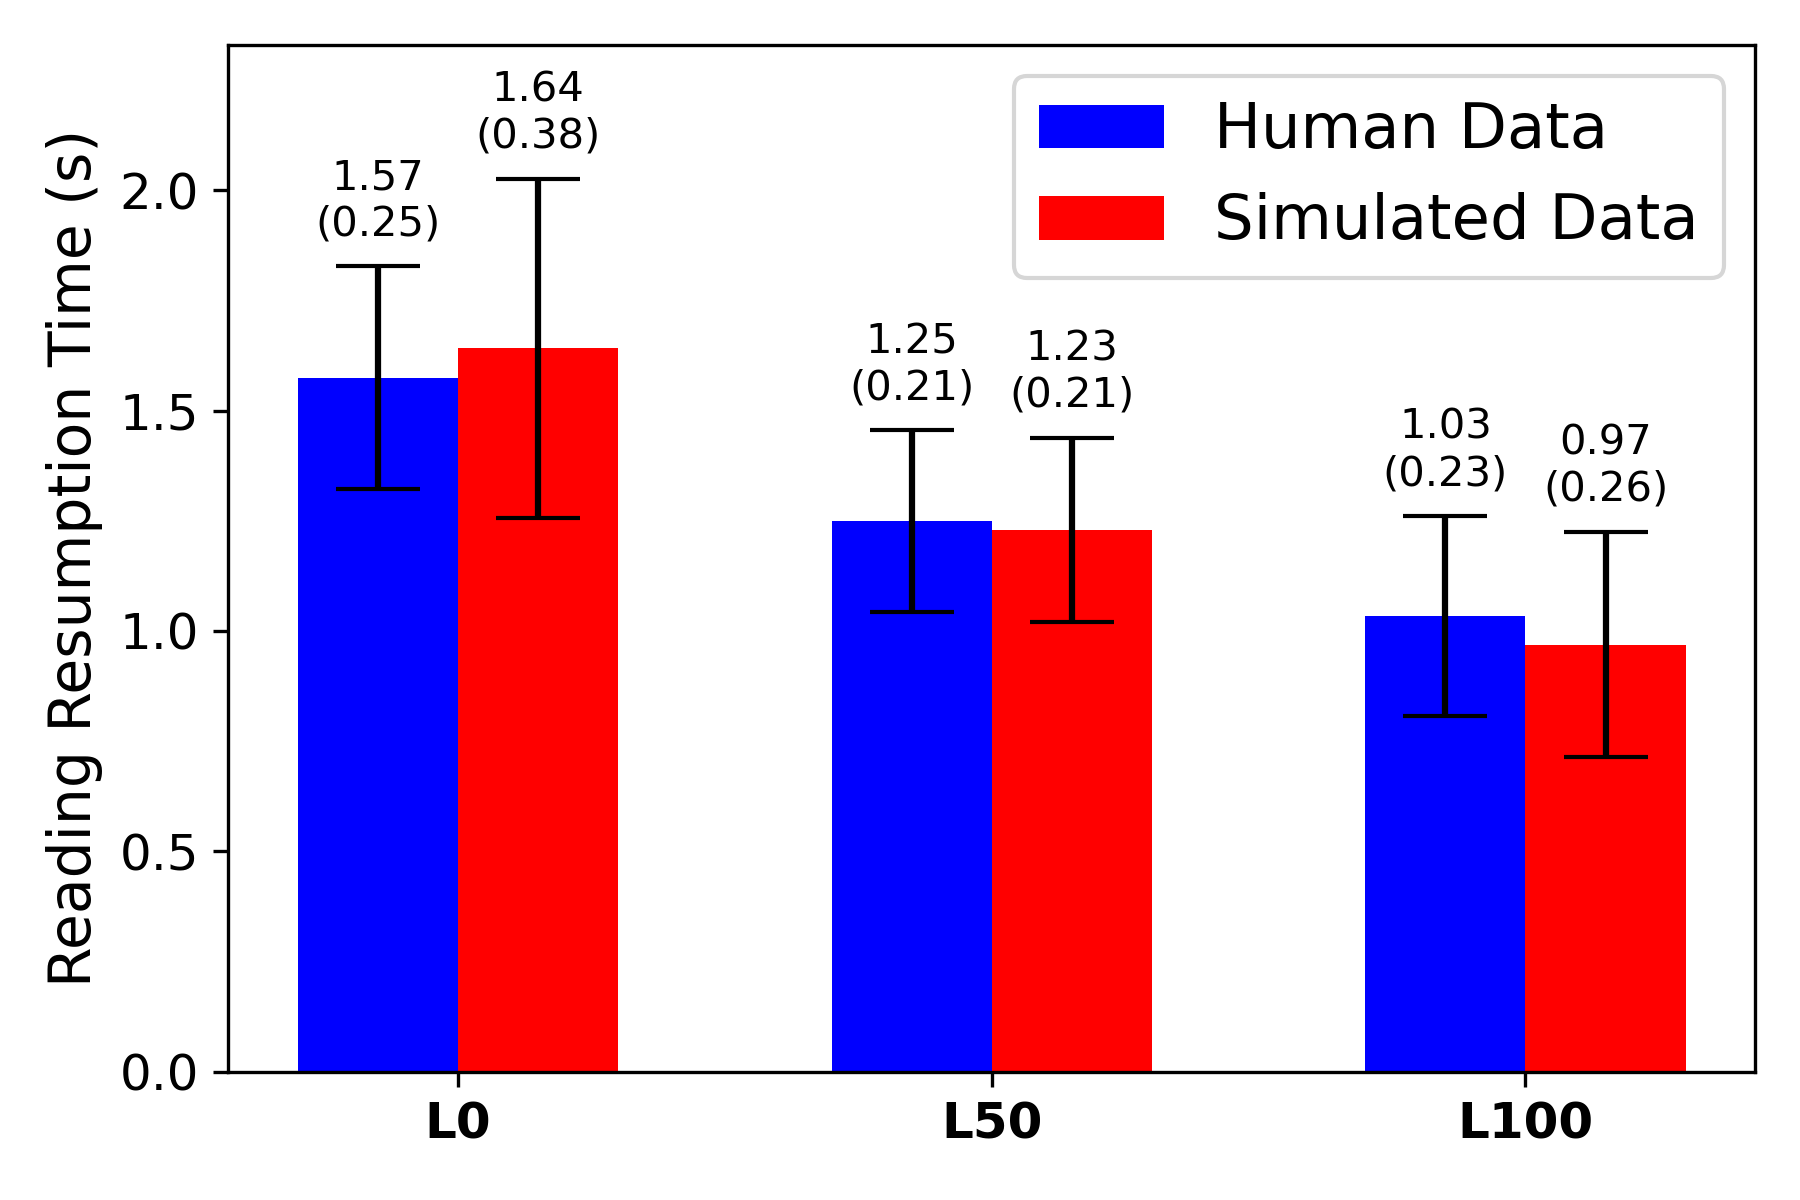 Reading Resumption Time (s)
2.0
1.5
1.0
0.5
0.0
1.57
(0.25)
1.64
(0.38)
1.25
(0.21)
1.23
(0.21)
1.03
(0.23)
0.97
(0.26)
Human Data
Simulated Data
L0
L50
L100